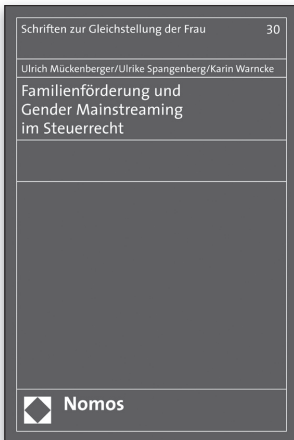 Schriften zur Gleichstellung der Frau 30
Ulrich Mückenberger/Ulrike Spangenberg/Karin Warncke
Familienförderung und
Gender Mainstreaming
im Steuerrecht
Nomos